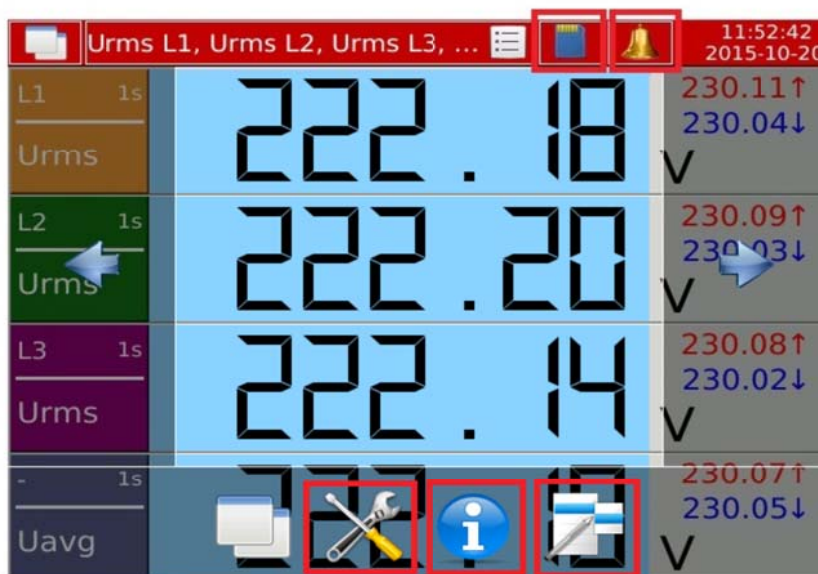 Urms L1, Urms L2, Urms L3, ...
11:52:42
2015-10-20
L1 1s
Urms
222.18
V
230.11↑
230.04↓
L2 1s
Urms
222.20
V
230.09↑
230.03↓
L3 1s
Urms
222.14
V
230.08↑
230.02↓
- 1s
Uavg
V
230.07↑
230.05↓